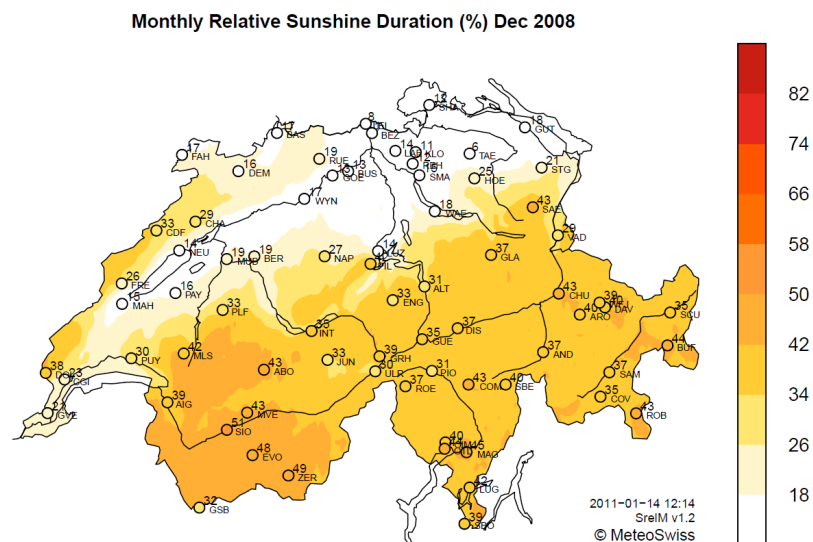 Monthly Relative Sunshine Duration (%) Dec 2008
82
74
66
58
50
42
34
26
18
SHA
8
17
BAS
BEZ
18
GUT
17
FAH
16
DEM
19
RUE
14
11
KLO
6
TAE
21
STG
13
BUS
GOE
SMA
25
HOE
17
WYN
18
WAE
43
SAE
29
CHA
33
CDF
29
VAD
14
NEU
19
MUB
19
BER
27
NAP
14
LUZ
PIL
37
GLA
26
FRE
15
MAH
16
PAY
31
ALT
33
ENG
43
CHU
39
DAV
40
ARO
35
SCU
33
PLF
35
INT
35
GUE
37
DIS
44
BUF
30
PUY
42
MLS
43
ABO
33
JUN
39
GRH
30
ULR
31
PIO
37
AND
37
SAM
38
23
CGI
37
ROE
43
COM
40
SBE
35
COV
39
AIG
21
GVE
43
MVE
43
ROB
51
SIO
40
45
MAG
48
EVO
49
ZER
42
LUG
32
GSB
39
SBO
2011-01-14 12:14
SrelM v1.2
© MeteoSwiss